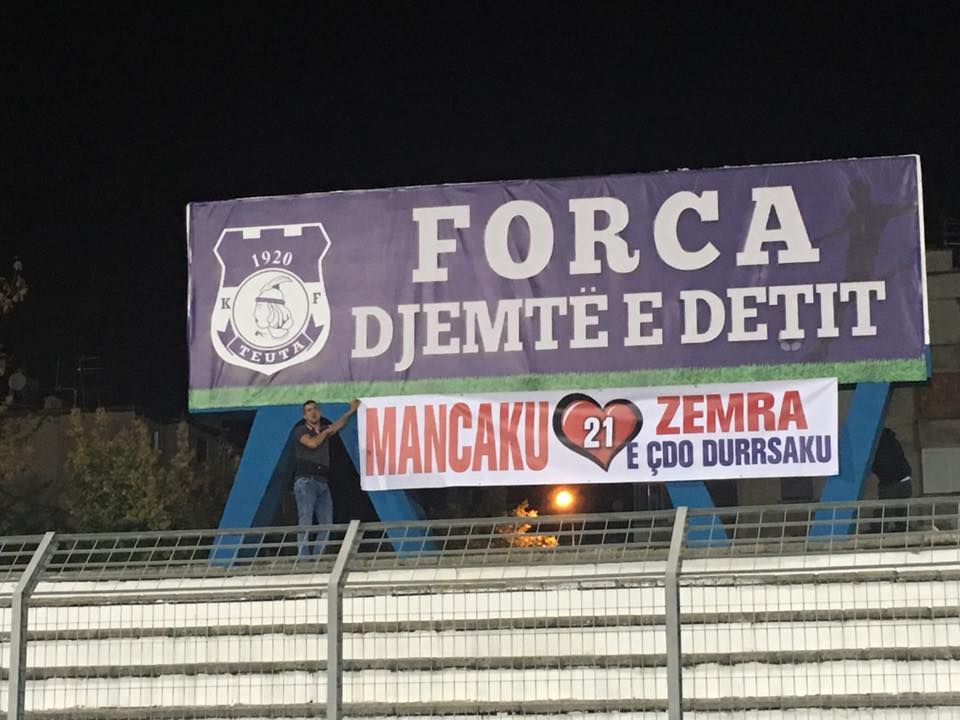 1920
K F
TEUTA
FORCA
DJEMTË E DETIT
MANCAKU 21 ZEMRA
E ÇDO DURRSAKU